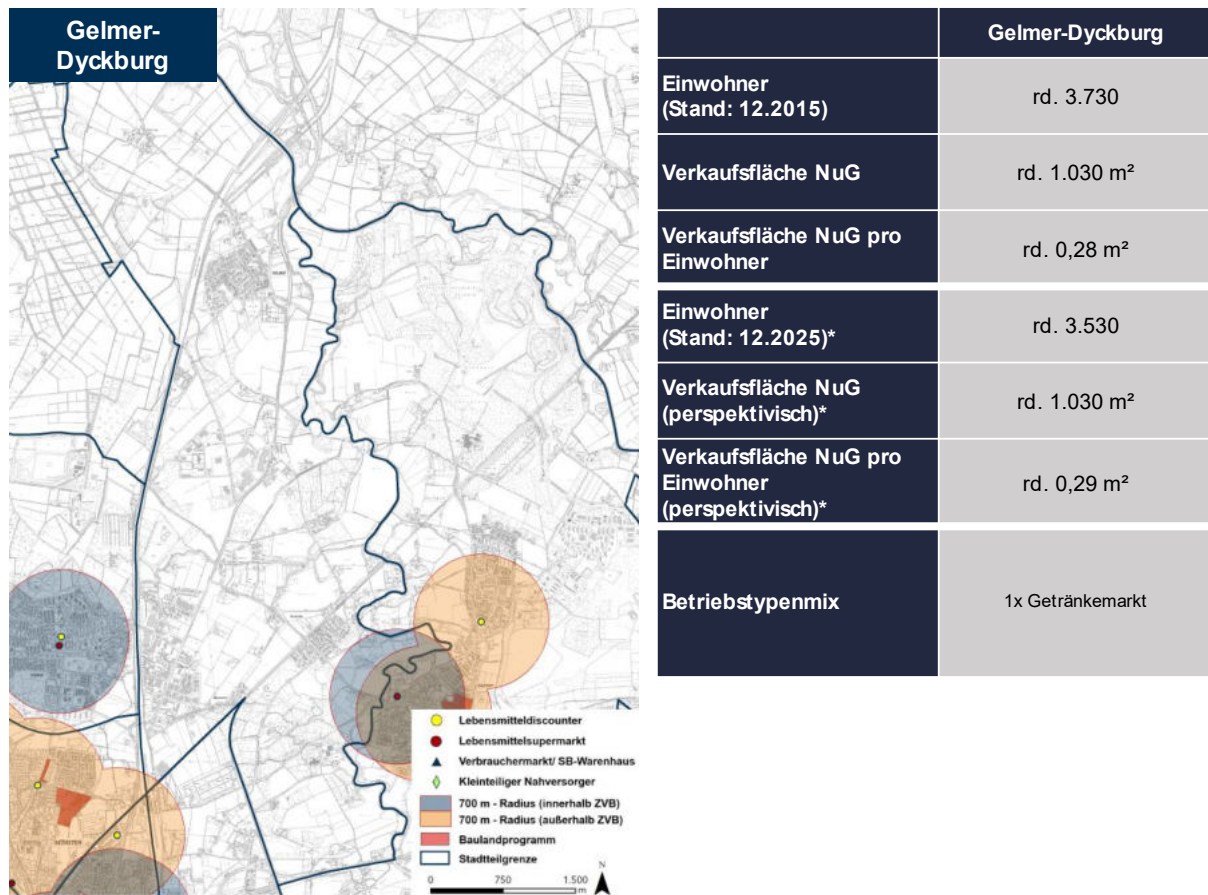 Gelmer-
Dyckburg
Gelmer-Dyckburg
Einwohner
(Stand: 12.2015)
rd. 3.730
Verkaufsfläche NuG
rd. 1.030 m²
Verkaufsfläche NuG pro
Einwohner
rd. 0,28 m²
Einwohner
(Stand: 12.2025)*
rd. 3.530
Verkaufsfläche NuG
(perspektivisch)*
rd. 1.030 m²
Verkaufsfläche NuG pro
Einwohner
(perspektivisch)*
rd. 0,29 m²
Betriebstypenmix
1x Getränkemarkt
Lebensmitteldiscounter
Lebensmittelsupermarkt
Verbrauchermarkt/ SB-Warenhaus
Kleinteiliger Nahversorger
700 m - Radius (innerhalb ZVB)
700 m - Radius (außerhalb ZVB)
Baulandprogramm
Stadtteilgrenze
0 750 1.500
m
N